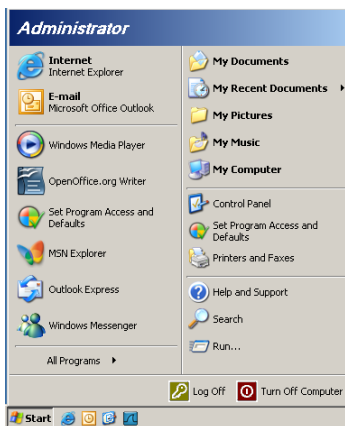 Administrator
Internet
Internet Explorer
E-mail
Microsoft Office Outlook
Windows Media Player
OpenOffice.org Writer
Set Program Access and
Defaults
MSN Explorer
Outlook Express
Windows Messenger
All Programs
My Documents
My Recent Documents
My Pictures
My Music
My Computer
Control Panel
Set Program Access and
Defaults
Printers and Faxes
Help and Support
Search
Run...
Log Off
Turn Off Computer
Start